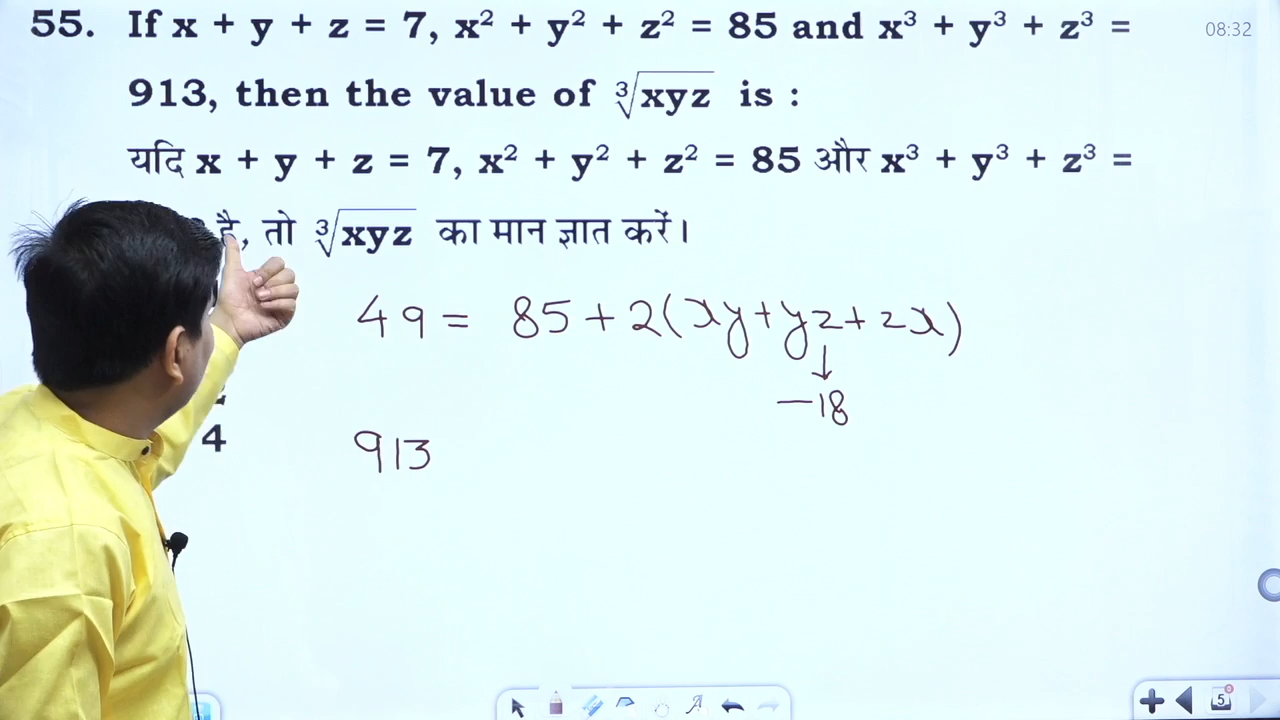 55. If x + y + z = 7, x² + y² + z² = 85 and x³ + y³ + z³ =
08:32
913, then the value of ∛xyz is :
यदि x + y + z = 7, x² + y² + z² = 85 और x³ + y³ + z³ =
है, तो ∛xyz का मान ज्ञात करें।
49 = 85 + 2(xy+yz+zx)
↓
−18
4
913
5